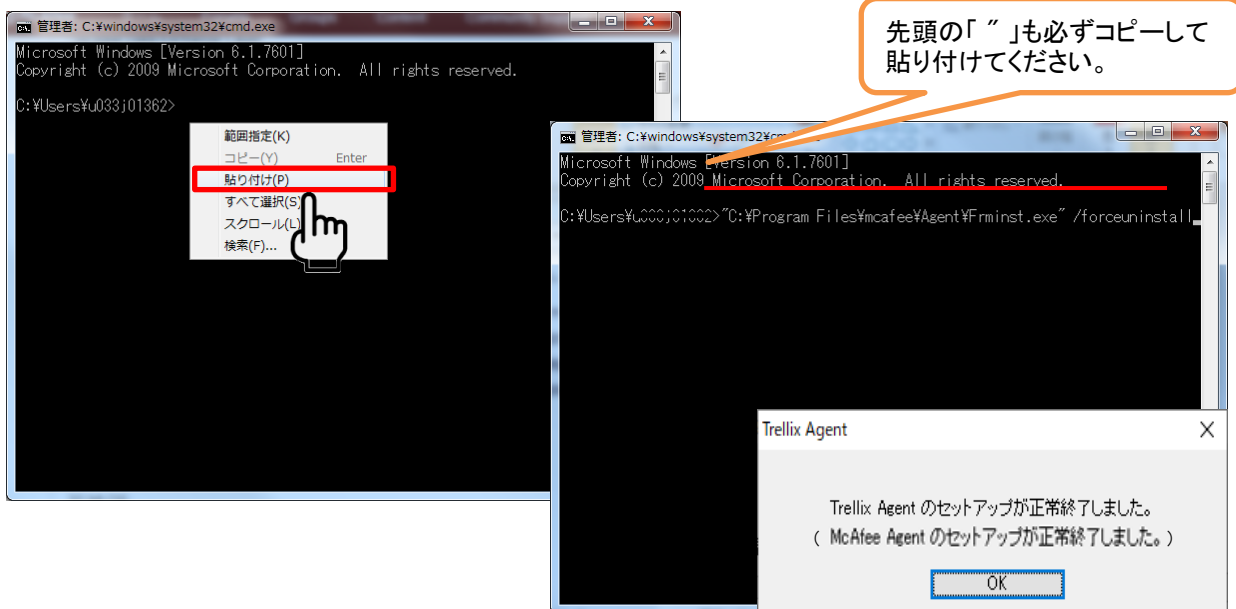 管理者: C:¥windows¥system32¥cmd.exe
Microsoft Windows [Version 6.1.7601]
Copyright (c) 2009 Microsoft Corporation.  All rights reserved.
C:¥Users¥u033j01362>
範囲指定(K)
コピー(Y) Enter
貼り付け(P)
すべて選択(S)
スクロール(L)
検索(F)...
先頭の「 ″ 」も必ずコピーして
貼り付けてください。
管理者: C:¥windows¥system32¥cm
Microsoft Windows [Version 6.1.7601]
Copyright (c) 2009 Microsoft Corporation.  All rights reserved.
C:¥Users¥ >″C:¥Program Files¥mcafee¥Agent¥Frminst.exe″ /forceuninstall_
Trellix Agent
Trellix Agent のセットアップが正常終了しました。
( McAfee Agent のセットアップが正常終了しました。)
OK